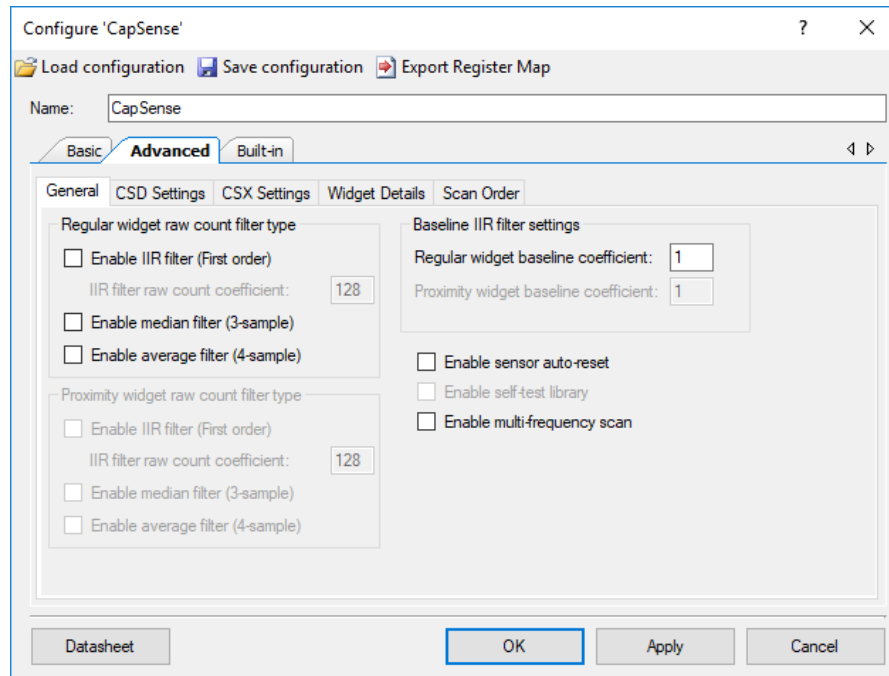 Configure 'CapSense'
?
Load configuration Save configuration Export Register Map
Name: CapSense
Basic Advanced Built-in
General CSD Settings CSX Settings Widget Details Scan Order
Regular widget raw count filter type
Enable IIR filter (First order)
IIR filter raw count coefficient: 128
Enable median filter (3-sample)
Enable average filter (4-sample)
Proximity widget raw count filter type
Enable IIR filter (First order)
IIR filter raw count coefficient: 128
Enable median filter (3-sample)
Enable average filter (4-sample)
Baseline IIR filter settings
Regular widget baseline coefficient: 1
Proximity widget baseline coefficient: 1
Enable sensor auto-reset
Enable self-test library
Enable multi-frequency scan
Datasheet OK Apply Cancel